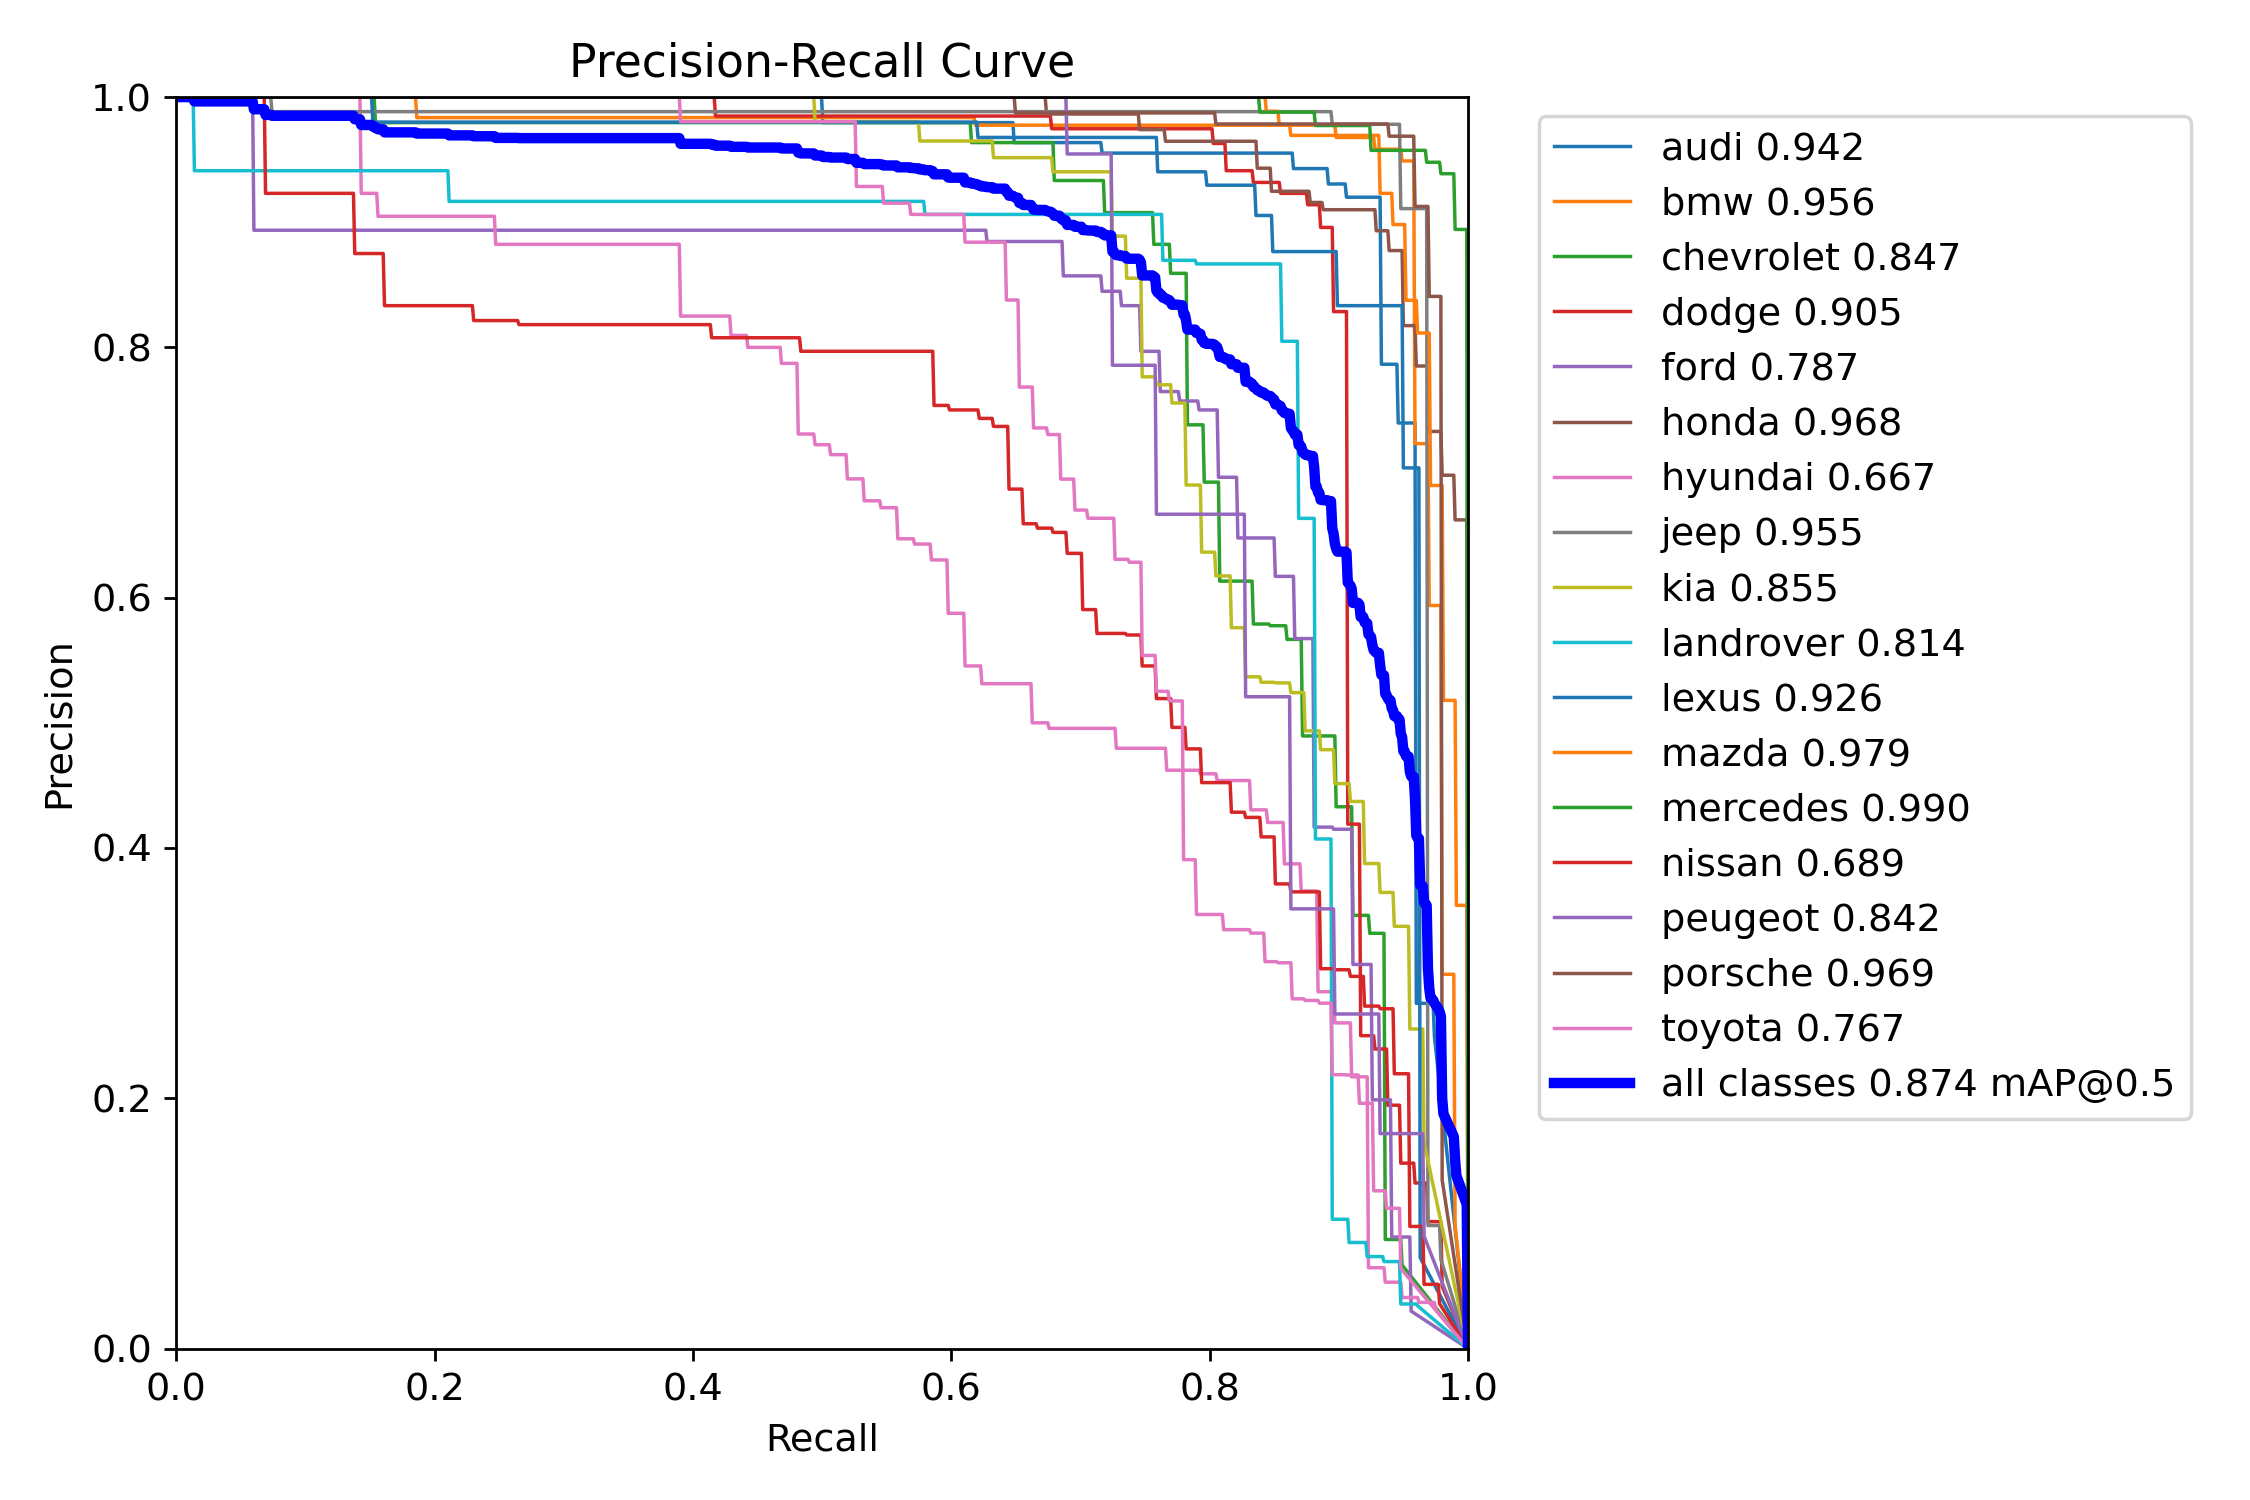 Precision-Recall Curve
1.0
0.8
0.6
0.4
0.2
0.0
Precision
0.0 0.2 0.4 0.6 0.8 1.0
Recall
audi 0.942
bmw 0.956
chevrolet 0.847
dodge 0.905
ford 0.787
honda 0.968
hyundai 0.667
jeep 0.955
kia 0.855
landrover 0.814
lexus 0.926
mazda 0.979
mercedes 0.990
nissan 0.689
peugeot 0.842
porsche 0.969
toyota 0.767
all classes 0.874 mAP@0.5